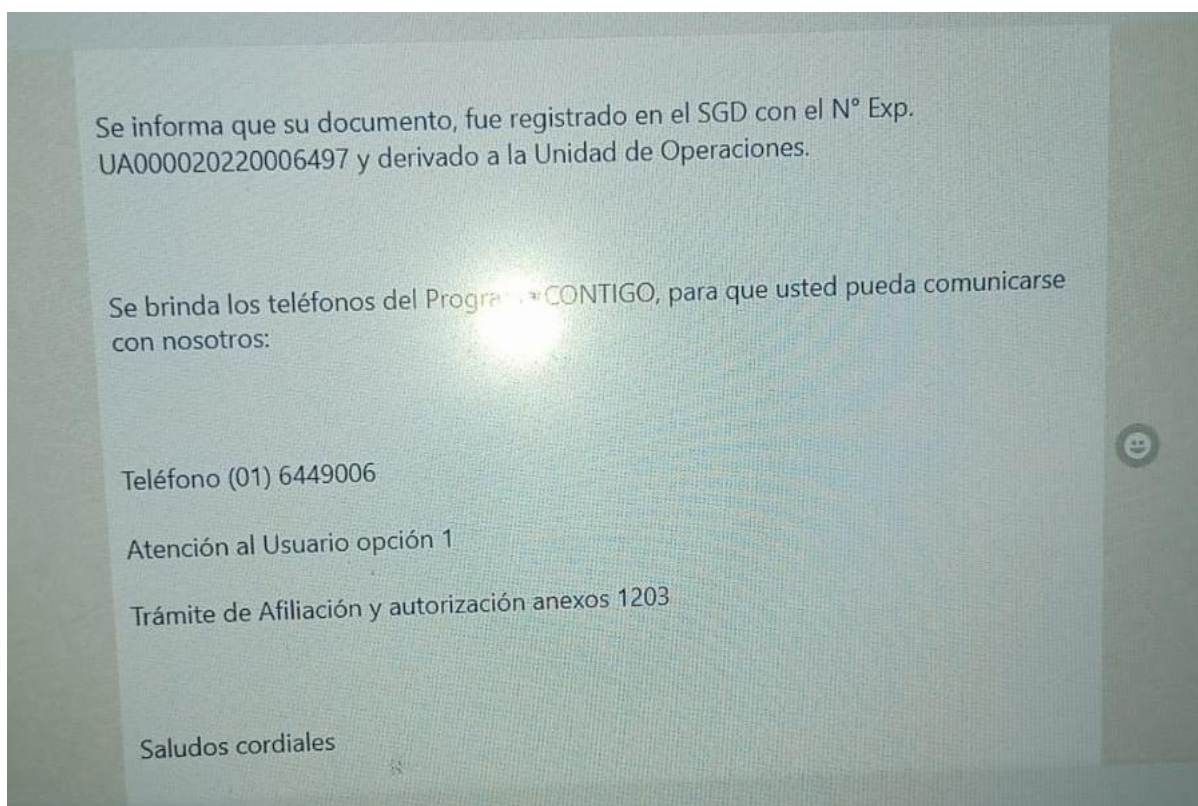 Se informa que su documento, fue registrado en el SGD con el N° Exp.
UA000020220006497 y derivado a la Unidad de Operaciones.
Se brinda los teléfonos del CONTIGO, para que usted pueda comunicarse
con nosotros:
Teléfono (01) 6449006
Atención al Usuario opción 1
Trámite de Afiliación y autorización anexos 1203
Saludos cordiales